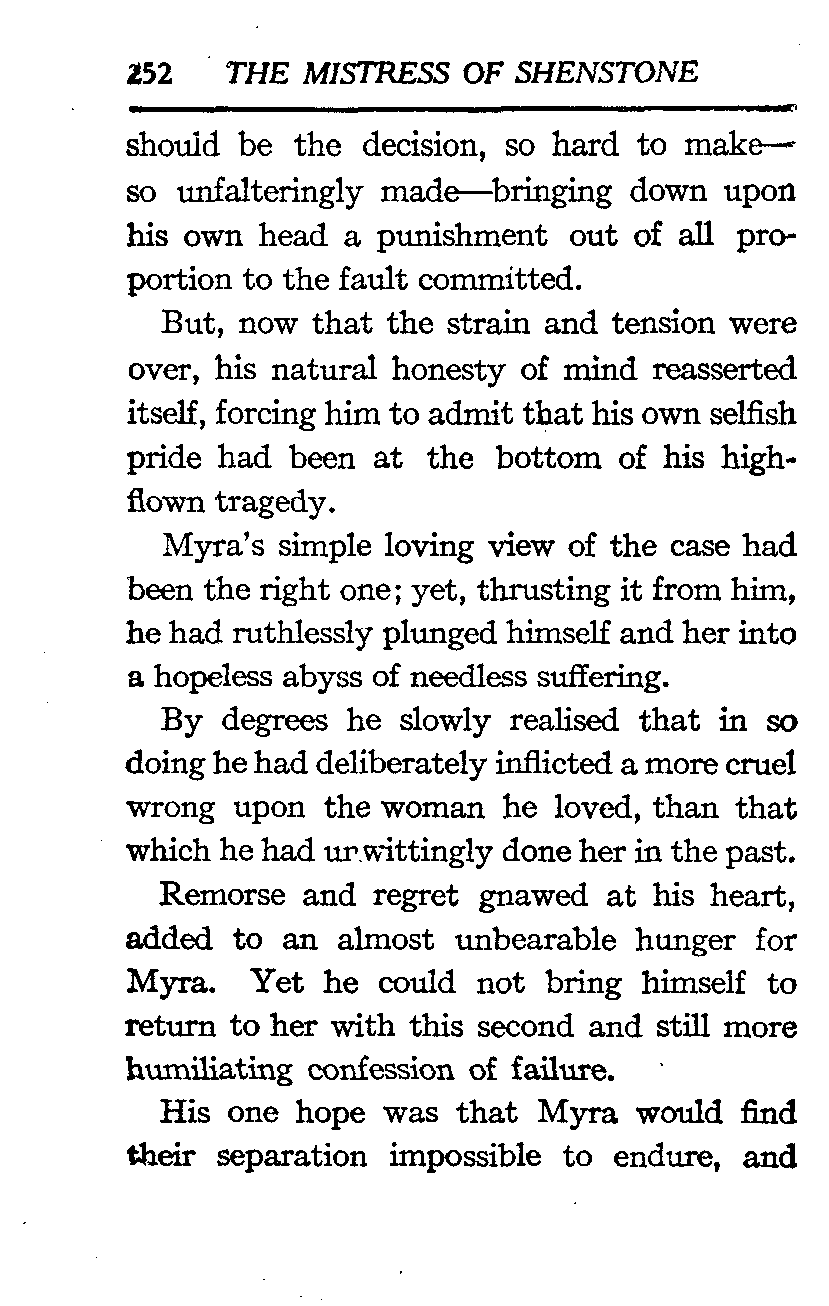 252 THE MISTRESS OF SHENSTONE
should be the decision, so hard to make—
so unfalteringly made—bringing down upon
his own head a punishment out of all pro-
portion to the fault committed.
But, now that the strain and tension were
over, his natural honesty of mind reasserted
itself, forcing him to admit that his own selfish
pride had been at the bottom of his high-
flown tragedy.
Myra's simple loving view of the case had
been the right one; yet, thrusting it from him,
he had ruthlessly plunged himself and her into
a hopeless abyss of needless suffering.
By degrees he slowly realised that in so
doing he had deliberately inflicted a more cruel
wrong upon the woman he loved, than that
which he had unwittingly done her in the past.
Remorse and regret gnawed at his heart,
added to an almost unbearable hunger for
Myra. Yet he could not bring himself to
return to her with this second and still more
humiliating confession of failure.
His one hope was that Myra would find
their separation impossible to endure, and